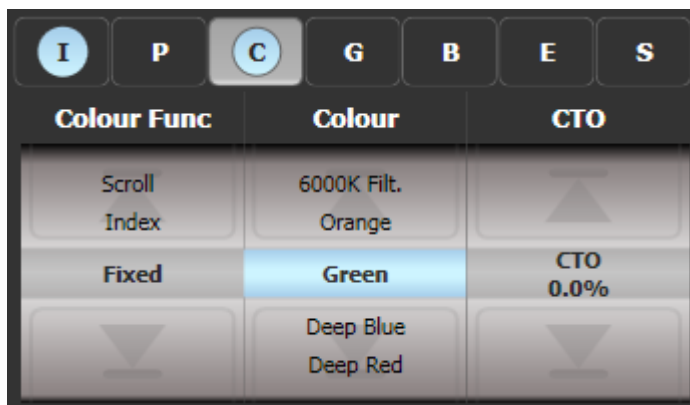 I P C G B E S
Colour Func Colour CTO
Scroll 6000K Filt.
Index Orange
Fixed Green CTO
0.0%
Deep Blue
Deep Red